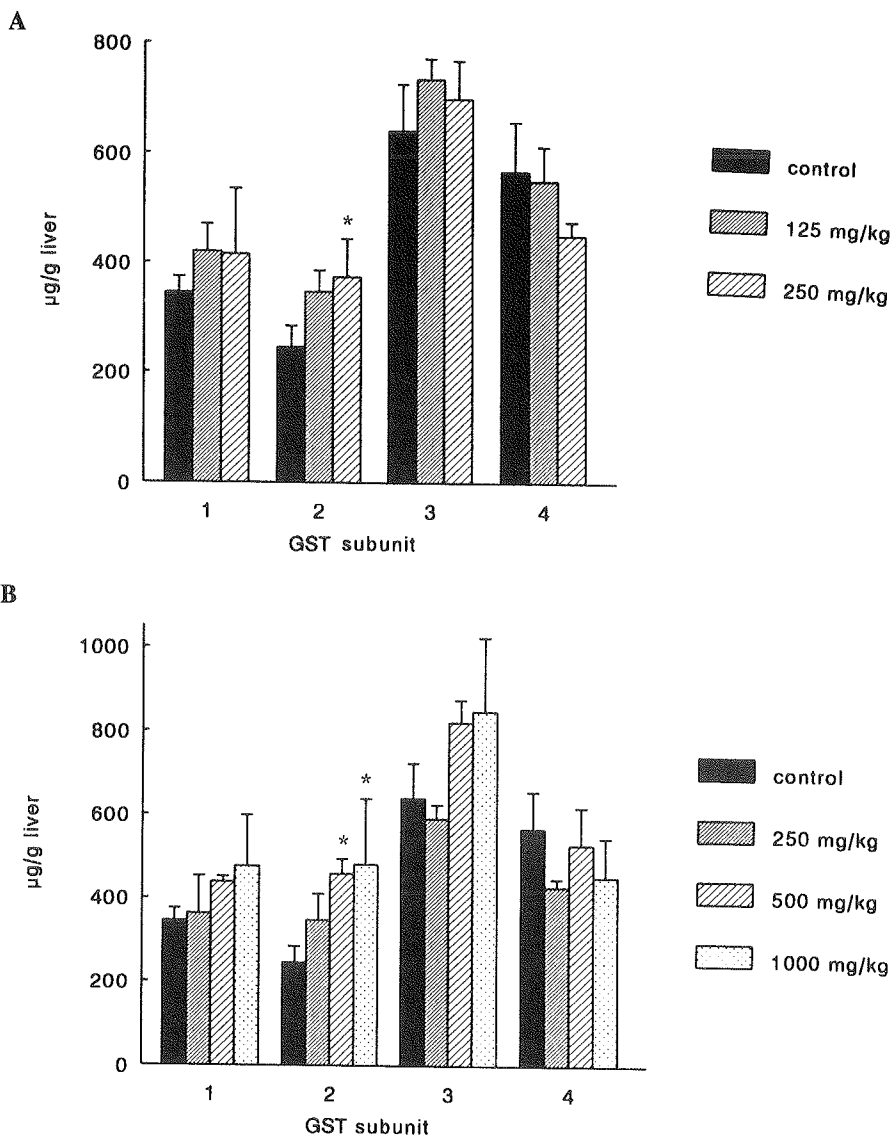 A
800
600
400
200
0
µg/g liver
*
1 2 3 4
GST subunit
control
125 mg/kg
250 mg/kg
B
1000
800
600
400
200
0
µg/g liver
* *
1 2 3 4
GST subunit
control
250 mg/kg
500 mg/kg
1000 mg/kg